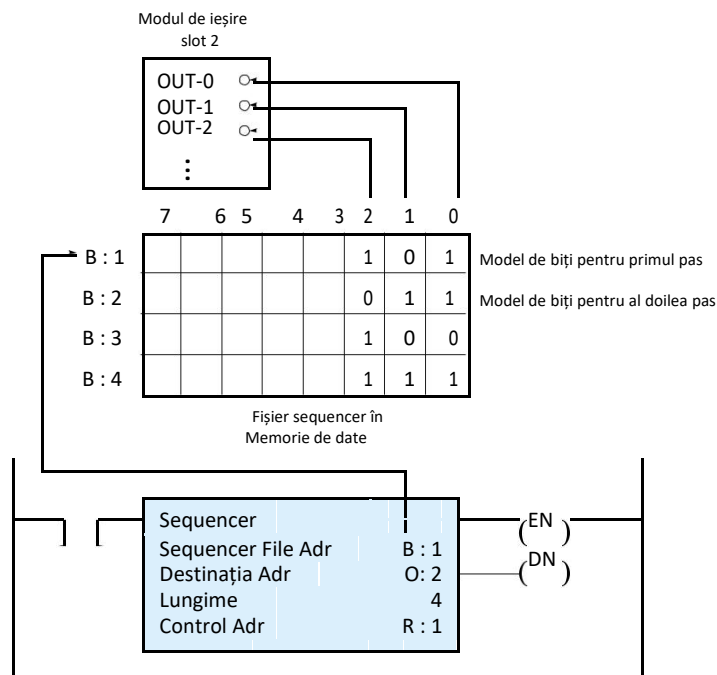 Modul de ieșire
slot 2
OUT-0
OUT-1
OUT-2
7 6 5 4 3 2 1 0
B : 1 1 0 1 Model de biți pentru primul pas
B : 2 0 1 1 Model de biți pentru al doilea pas
B : 3 1 0 0
B : 4 1 1 1
Fișier sequencer în
Memorie de date
Sequencer
Sequencer File Adr B : 1
Destinația Adr O: 2
Lungime 4
Control Adr R : 1
(EN)
(DN)